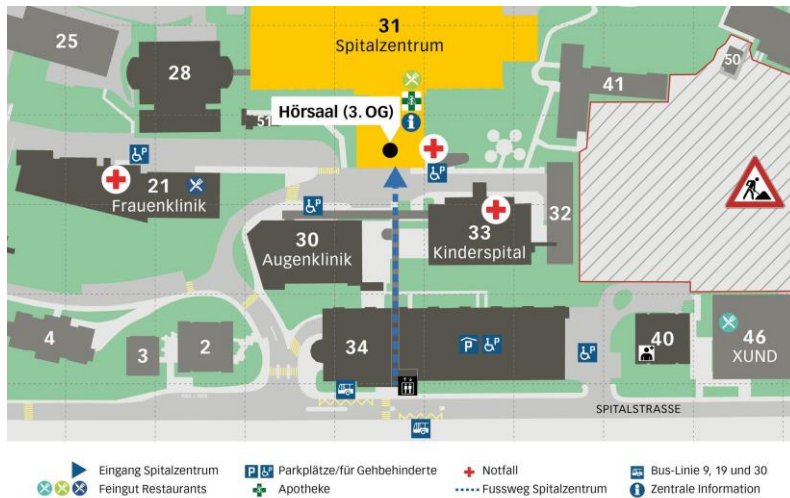 31
Spitalzentrum
25
28
50
41
51
Hörsaal (3. OG)
i
P
P
21
Frauenklinik
P
32
30
Augenklinik
33
Kinderspital
4
3
2
34
P P
P
40
46
XUND
SPITALSTRASSE
Eingang Spitalzentrum
P P Parkplätze/für Gehbehinderte
Notfall
Bus-Linie 9, 19 und 30
Feingut Restaurants
Apotheke
Fussweg Spitalzentrum
i Zentrale Information